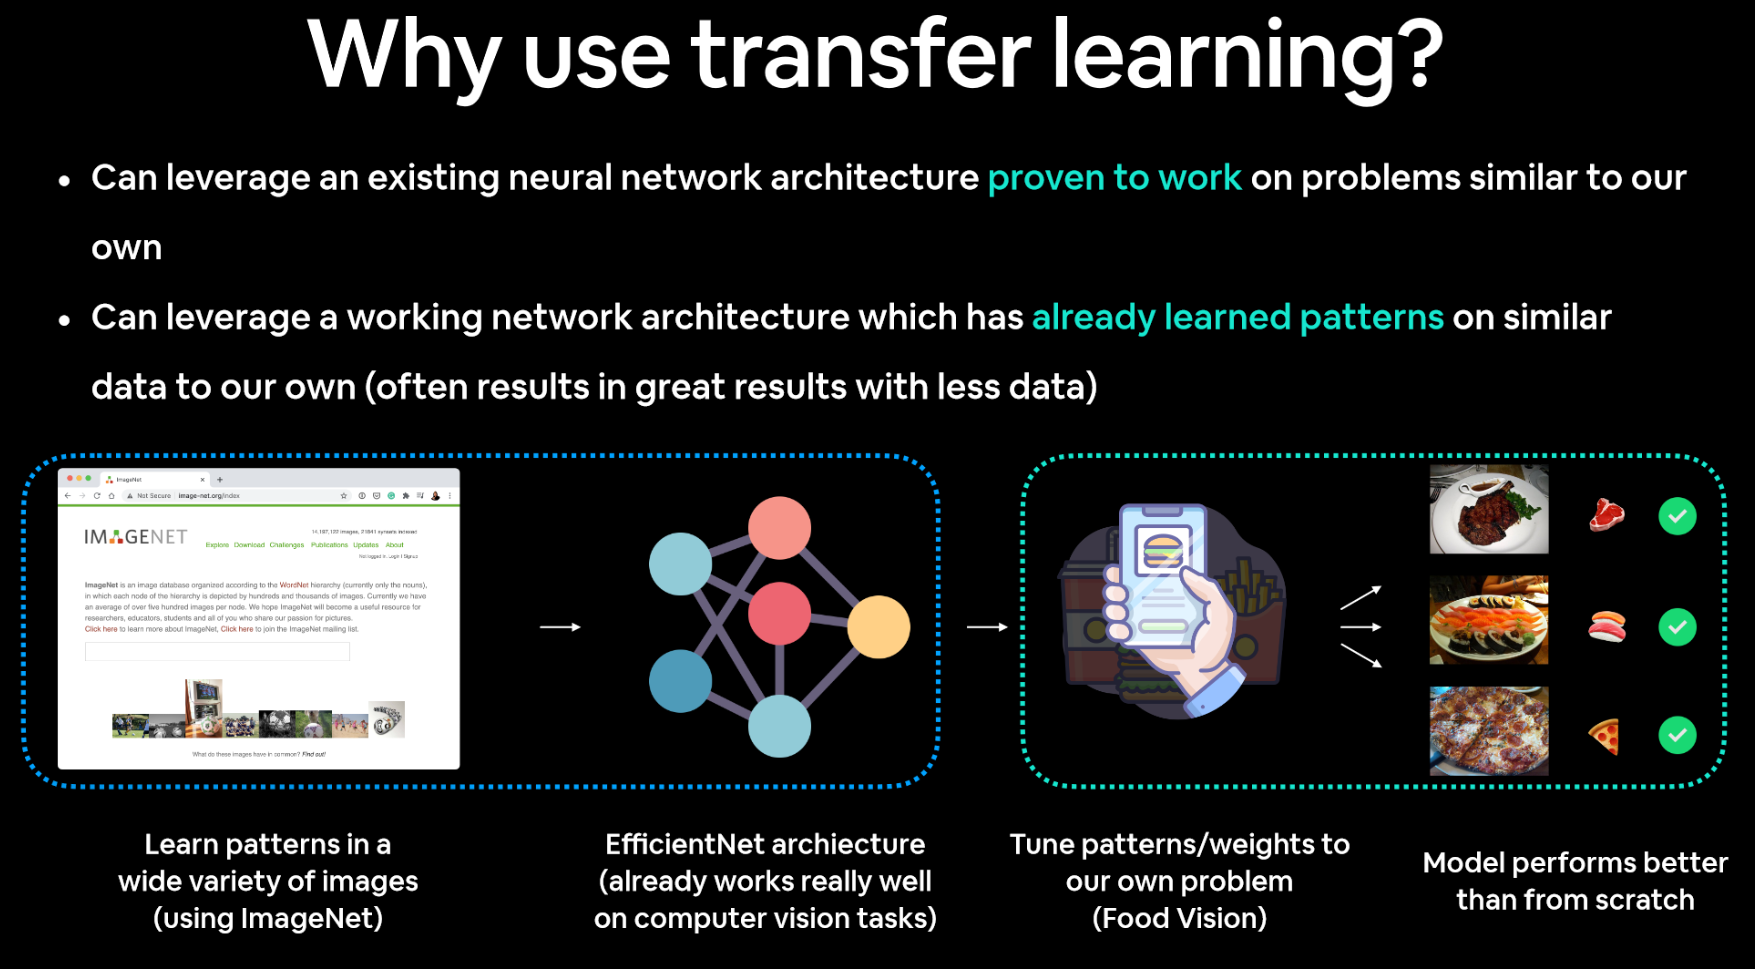 Why use transfer learning?
• Can leverage an existing neural network architecture proven to work on problems similar to our
own
• Can leverage a working network architecture which has already learned patterns on similar
data to our own (often results in great results with less data)
ImageNet
Not Secure image-net.org/index
IMAGENET
14,197,122 images, 21841 synsets indexed
Explore Download Challenges Publications Updates About
Not logged in. Login I Signup
ImageNet is an image database organized according to the WordNet hierarchy (currently only the nouns),
in which each node of the hierarchy is depicted by hundreds and thousands of images. Currently we have
an average of over five hundred images per node. We hope ImageNet will become a useful resource for
researchers, educators, students and all of you who share our passion for pictures.
Click here to learn more about ImageNet, Click here to join the ImageNet mailing list.
What do these images have in common? Find out!
Learn patterns in a
wide variety of images
(using ImageNet)
EfficientNet archiecture
(already works really well
on computer vision tasks)
Tune patterns/weights to
our own problem
(Food Vision)
Model performs better
than from scratch